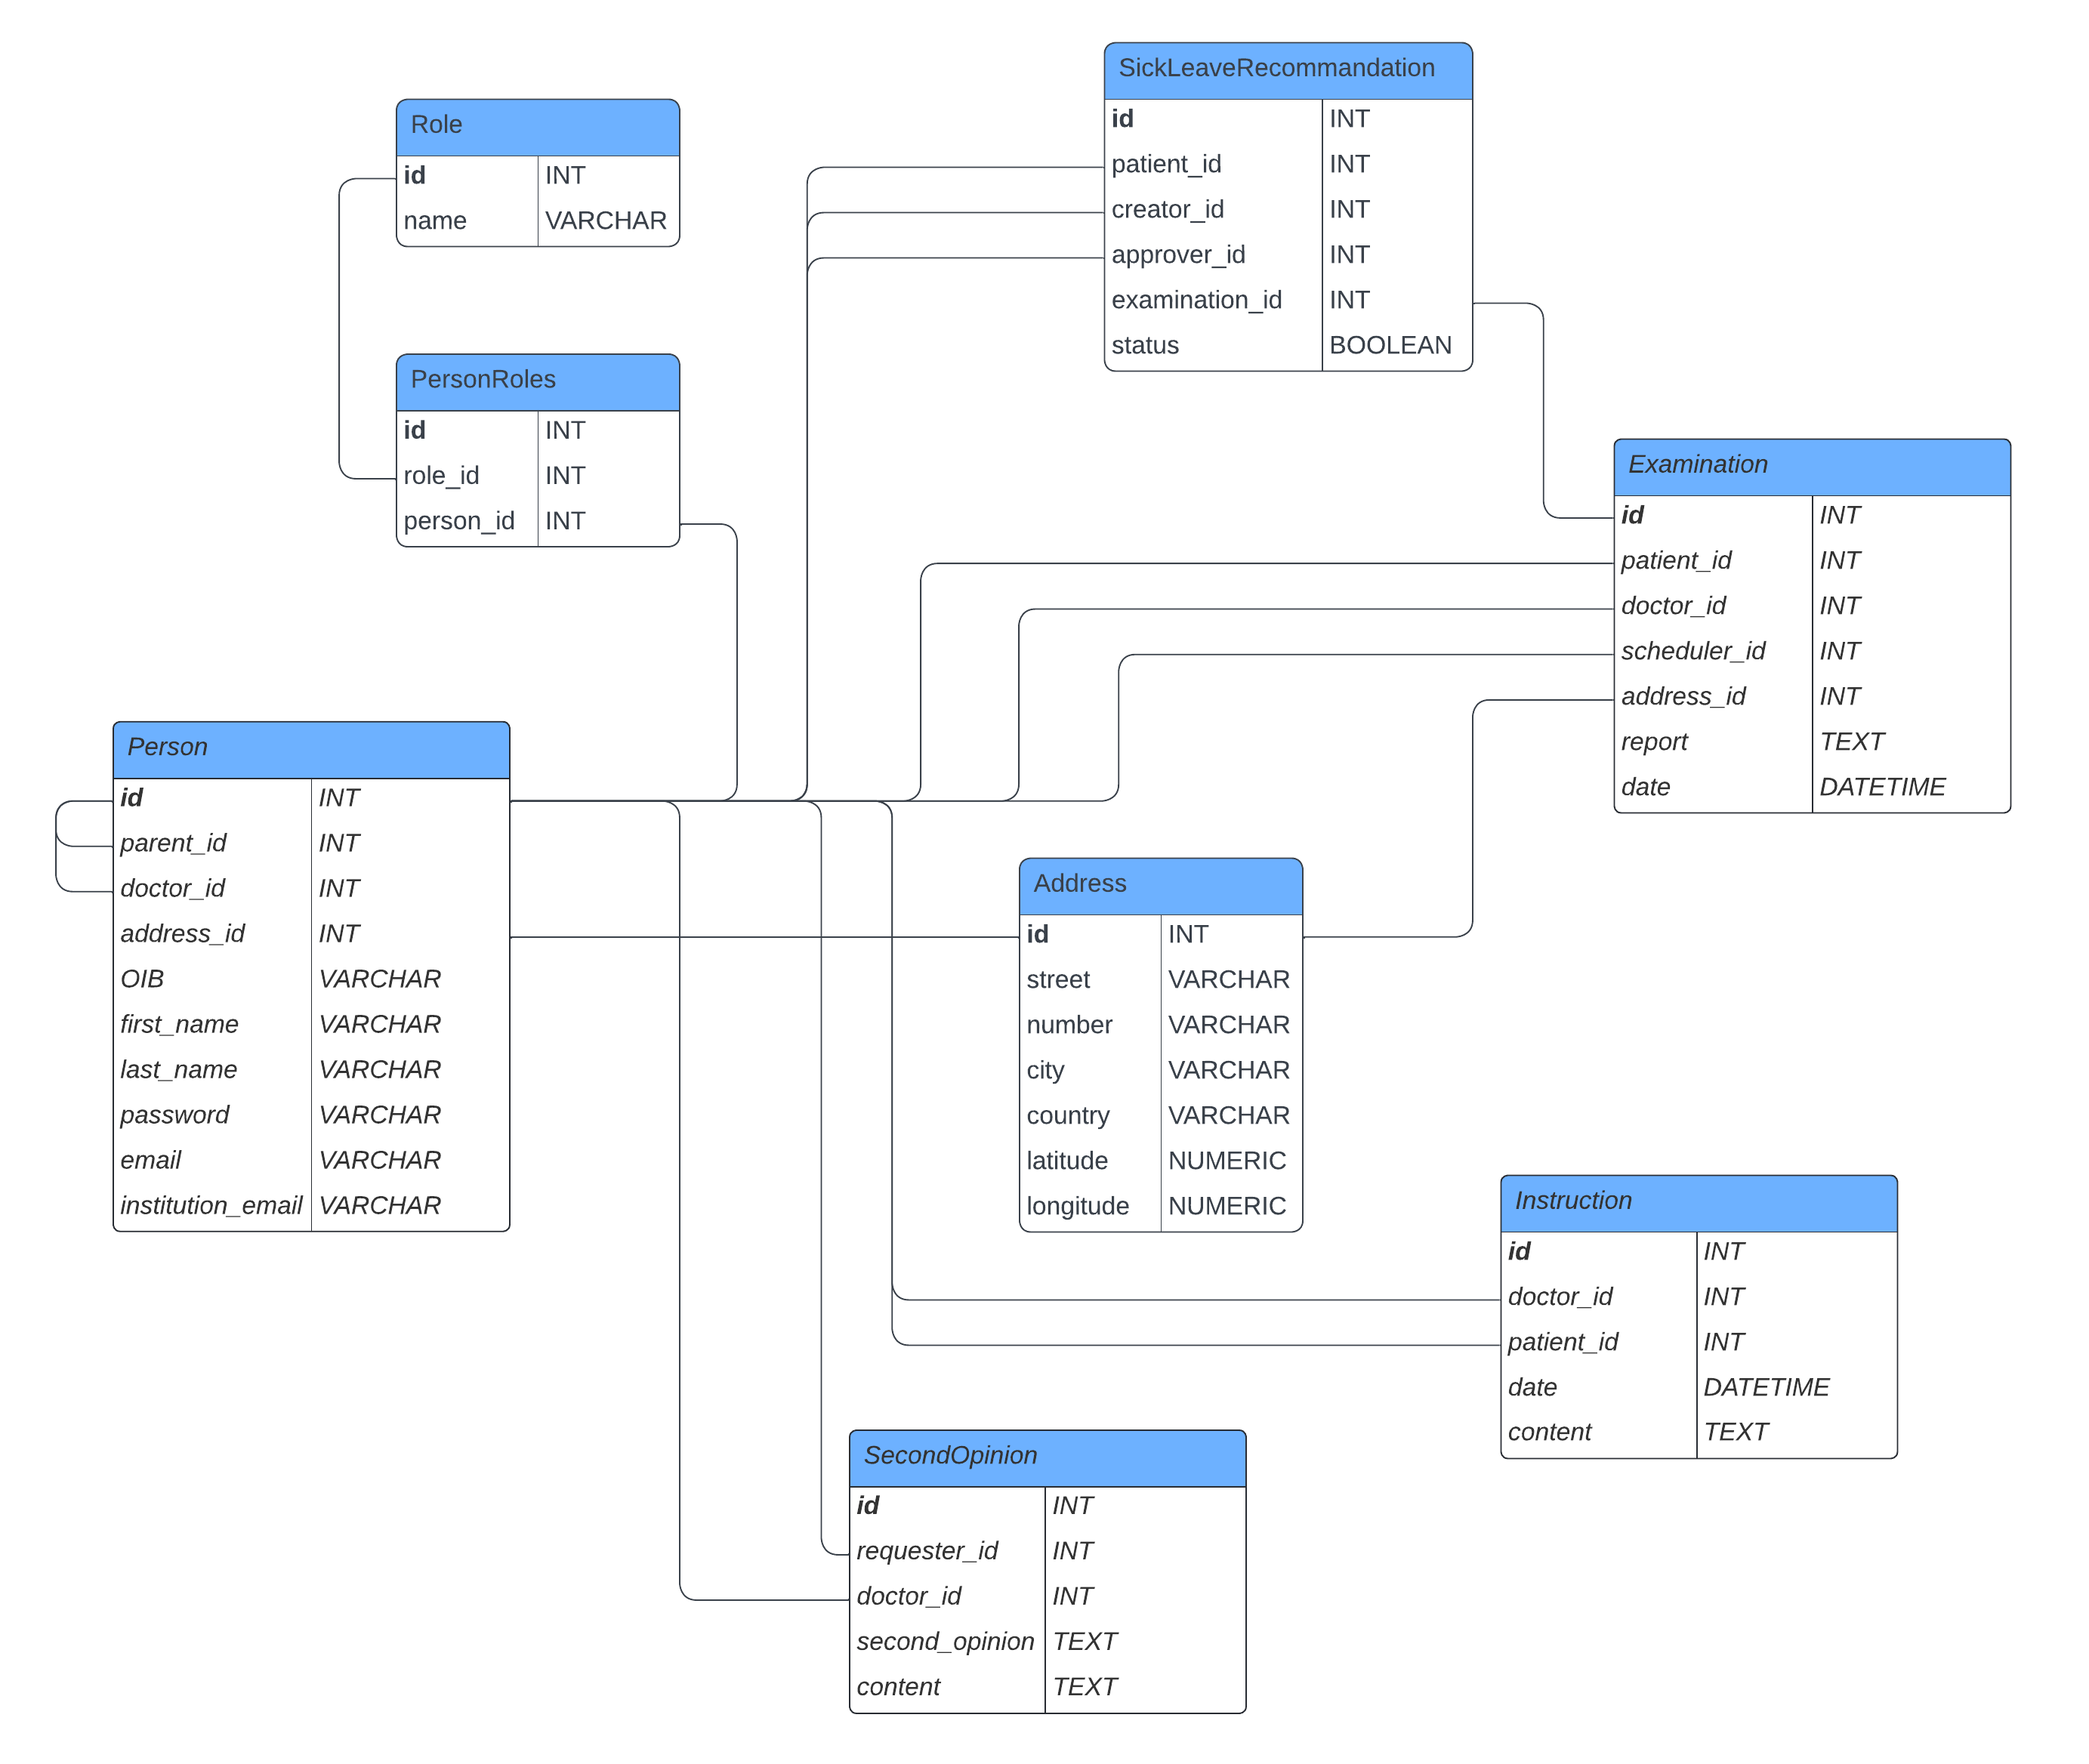 SickLeaveRecommandation
id INT
patient_id INT
creator_id INT
approver_id INT
examination_id INT
status BOOLEAN
Role
id INT
name VARCHAR
PersonRoles
id INT
role_id INT
person_id INT
Examination
id INT
patient_id INT
doctor_id INT
scheduler_id INT
address_id INT
report TEXT
date DATETIME
Person
id INT
parent_id INT
doctor_id INT
address_id INT
OIB VARCHAR
first_name VARCHAR
last_name VARCHAR
password VARCHAR
email VARCHAR
institution_email VARCHAR
Address
id INT
street VARCHAR
number VARCHAR
city VARCHAR
country VARCHAR
latitude NUMERIC
longitude NUMERIC
Instruction
id INT
doctor_id INT
patient_id INT
date DATETIME
content TEXT
SecondOpinion
id INT
requester_id INT
doctor_id INT
second_opinion TEXT
content TEXT